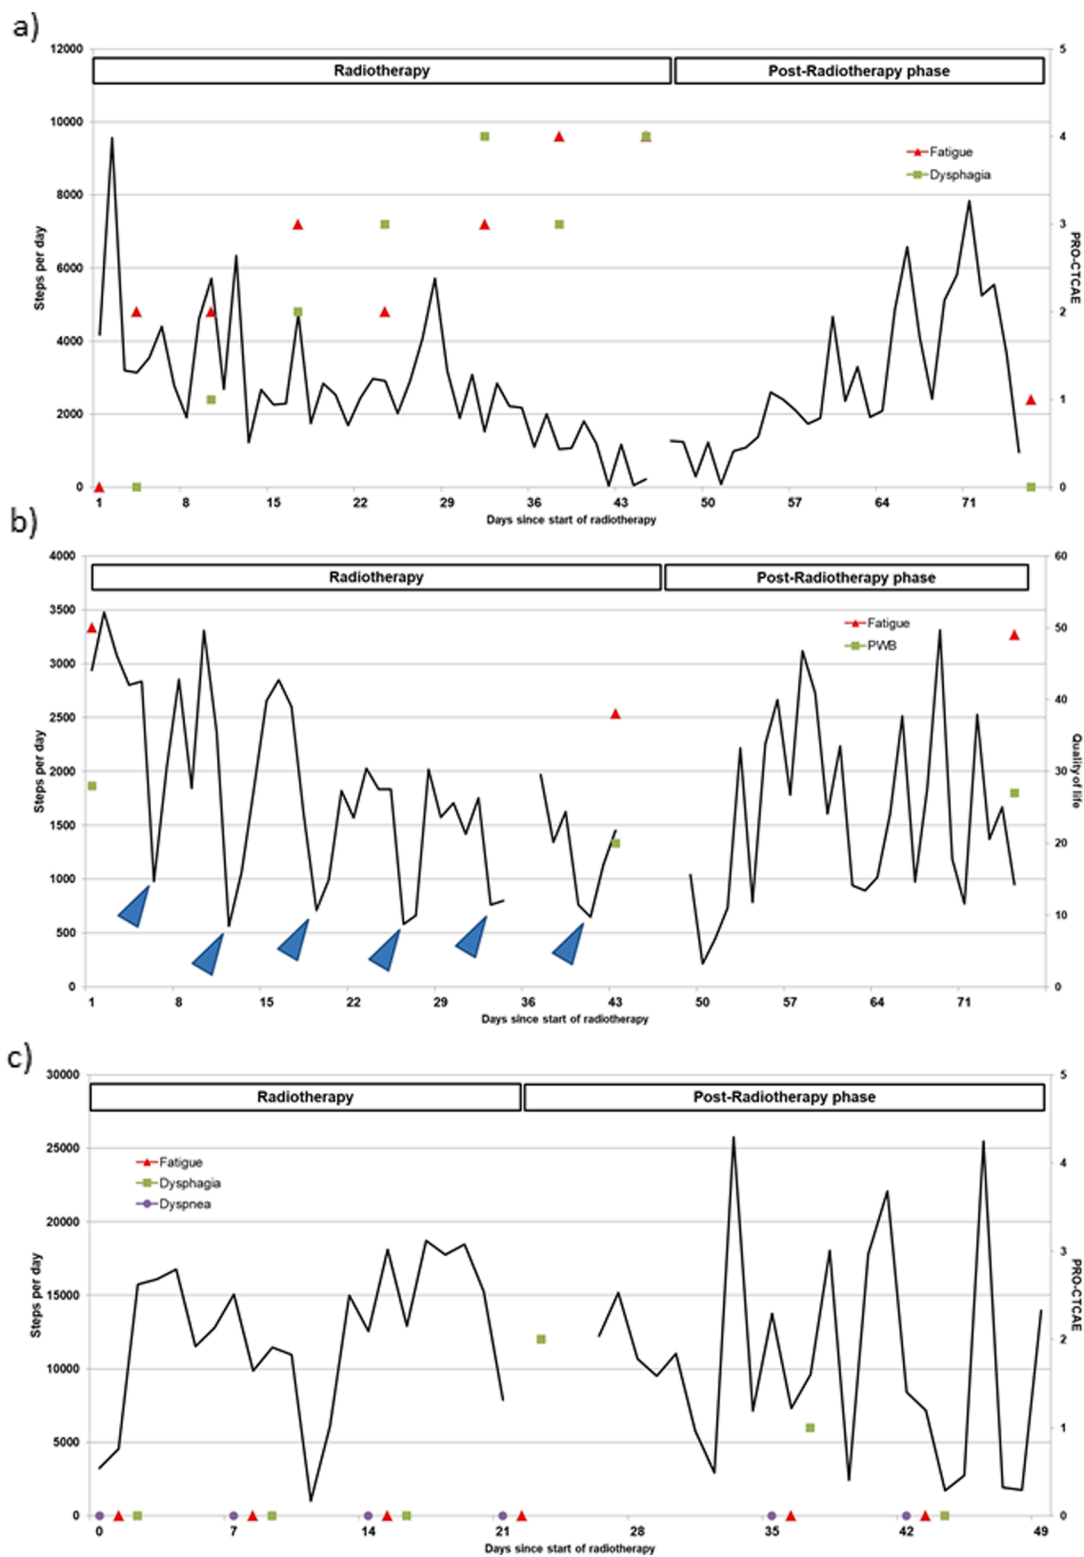 a)
12000
10000
8000
6000
4000
2000
0
Steps per day
Radiotherapy
Post-Radiotherapy phase
Fatigue
Dysphagia
5
4
3
2
1
0
PRO-CTCAE
1 8 15 22 29 36 43 50 57 64 71
Days since start of radiotherapy
b)
4000
3500
3000
2500
2000
1500
1000
500
0
Steps per day
Radiotherapy
Post-Radiotherapy phase
Fatigue
PWB
60
50
40
30
20
10
0
Quality of life
1 8 15 22 29 36 43 50 57 64 71
Days since start of radiotherapy
c)
30000
25000
20000
15000
10000
5000
0
Steps per day
Radiotherapy
Post-Radiotherapy phase
Fatigue
Dysphagia
Dyspnea
5
4
3
2
1
0
PRO-CTCAE
0 7 14 21 28 35 42 49
Days since start of radiotherapy